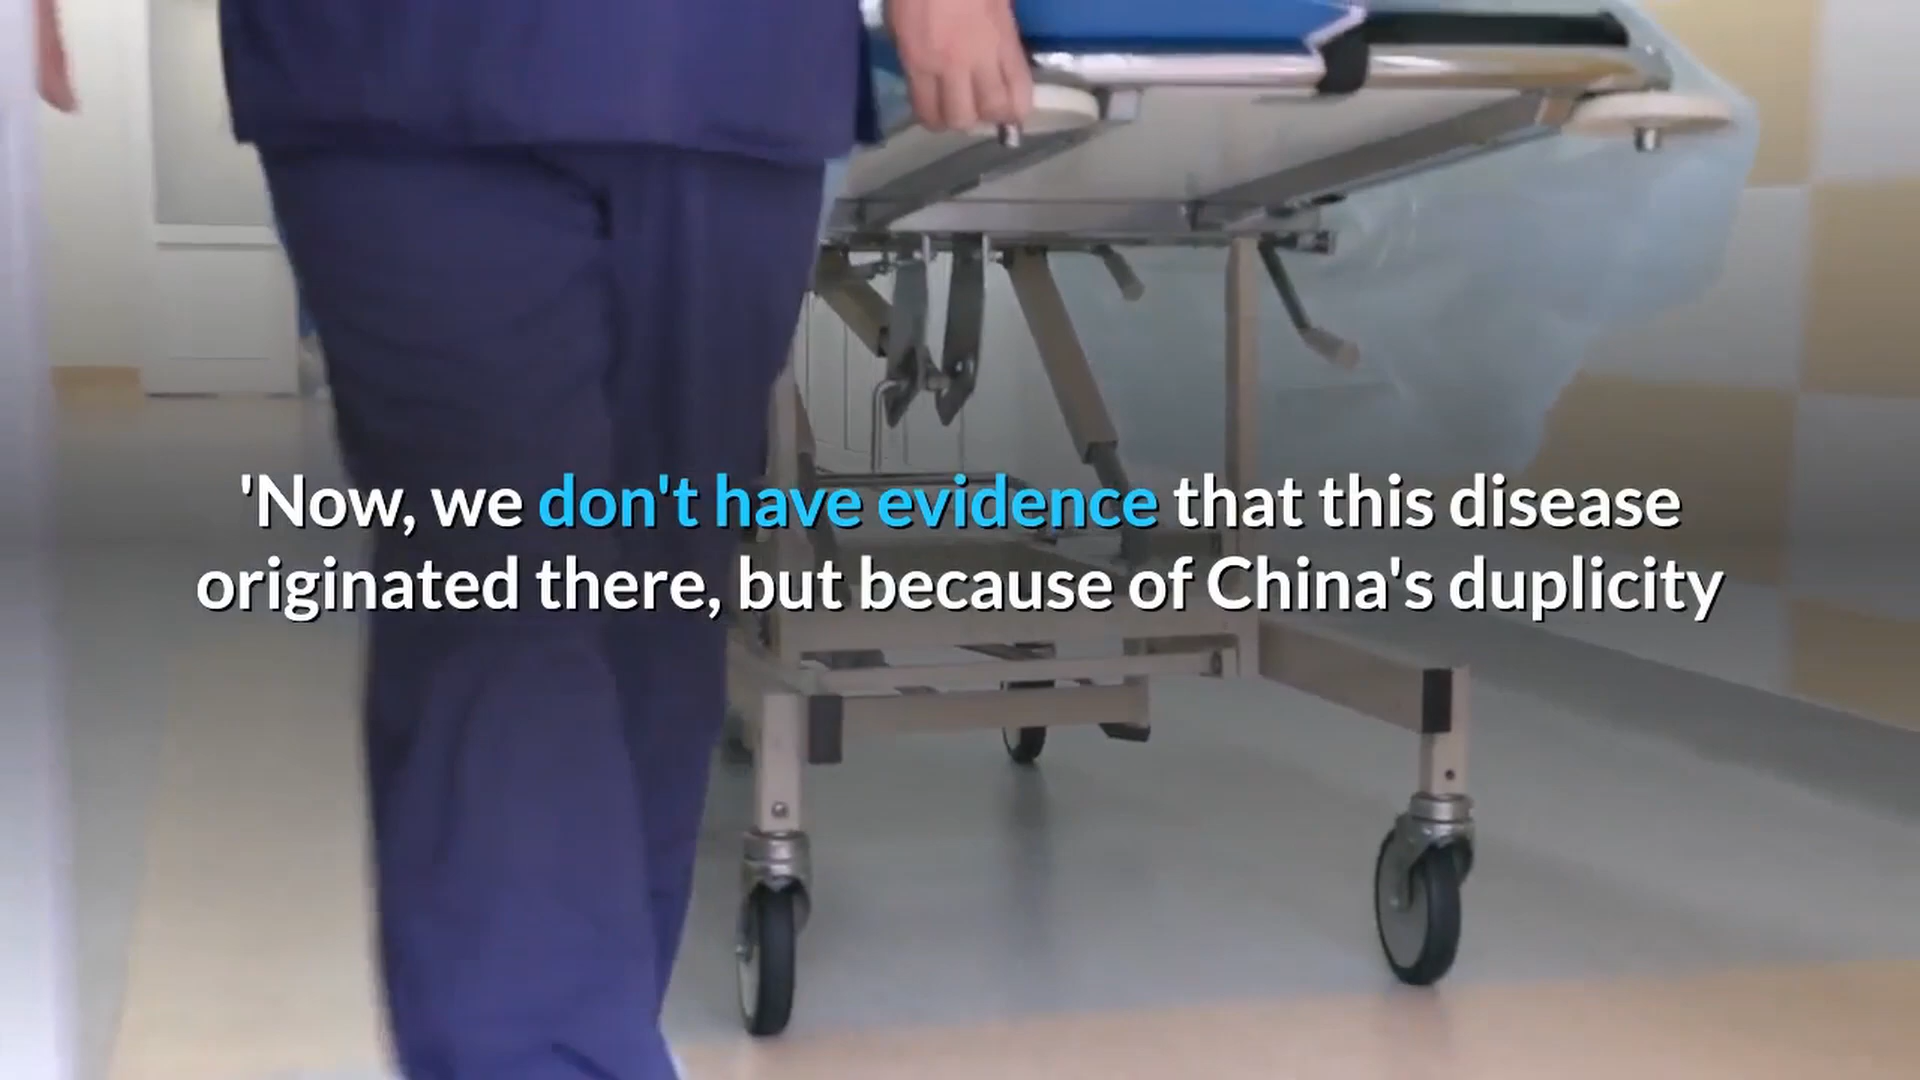 'Now, we don't have evidence that this disease
originated there, but because of China's duplicity